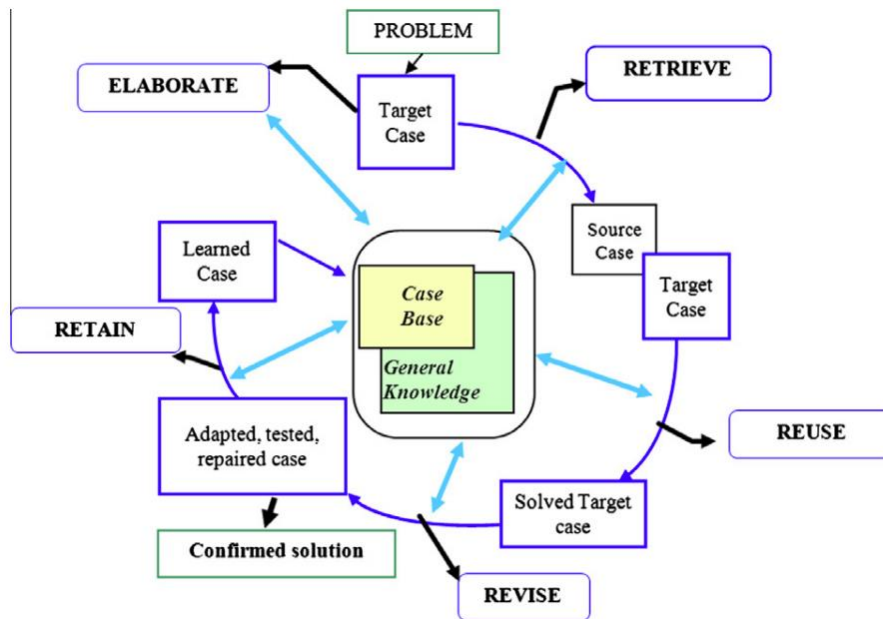 PROBLEM
ELABORATE
RETRIEVE
Target
Case
Source
Case
Learned
Case
Target
Case
Case
Base
RETAIN
General
Knowledge
Adapted, tested,
repaired case
REUSE
Solved Target
case
Confirmed solution
REVISE